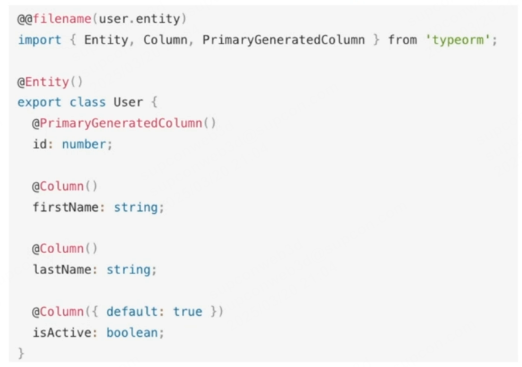 @@filename(user.entity)
import { Entity, Column, PrimaryGeneratedColumn } from 'typeorm';
@Entity()
export class User {
@PrimaryGeneratedColumn()
id: number;
@Column()
firstName: string;
@Column()
lastName: string;
@Column({ default: true })
isActive: boolean;
}